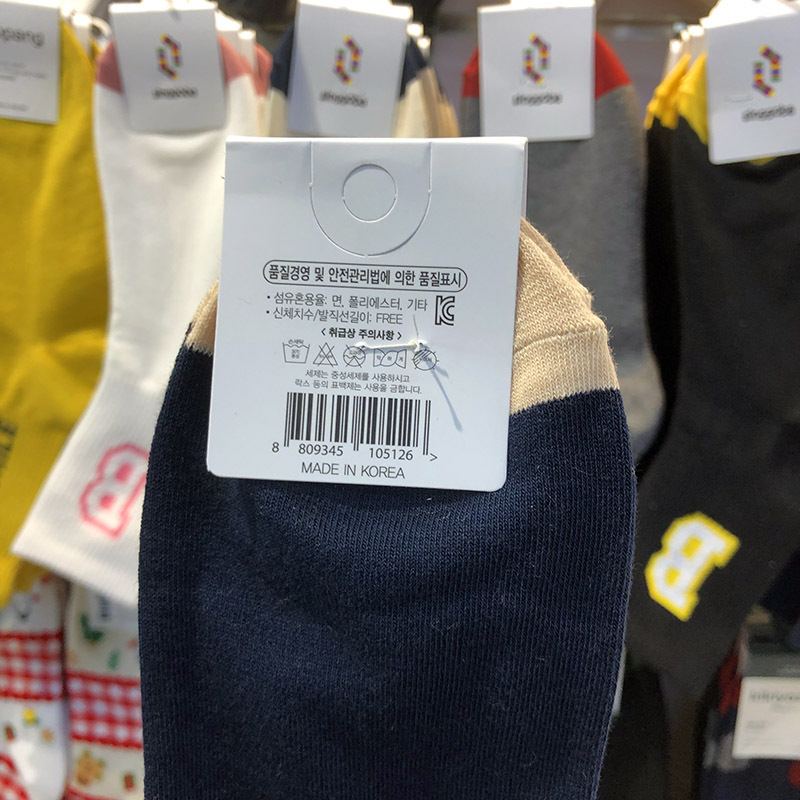 품질경영 및 안전관리법에 의한 품질표시
• 섬유혼용율: 면, 폴리에스터, 기타
• 신체치수/발직선길이: FREE
< 취급상 주의사항 >
세제는 중성세제를 사용하시고
락스 등의 표백제는 사용을 금합니다.
8 809345 105126 >
MADE IN KOREA
B
B